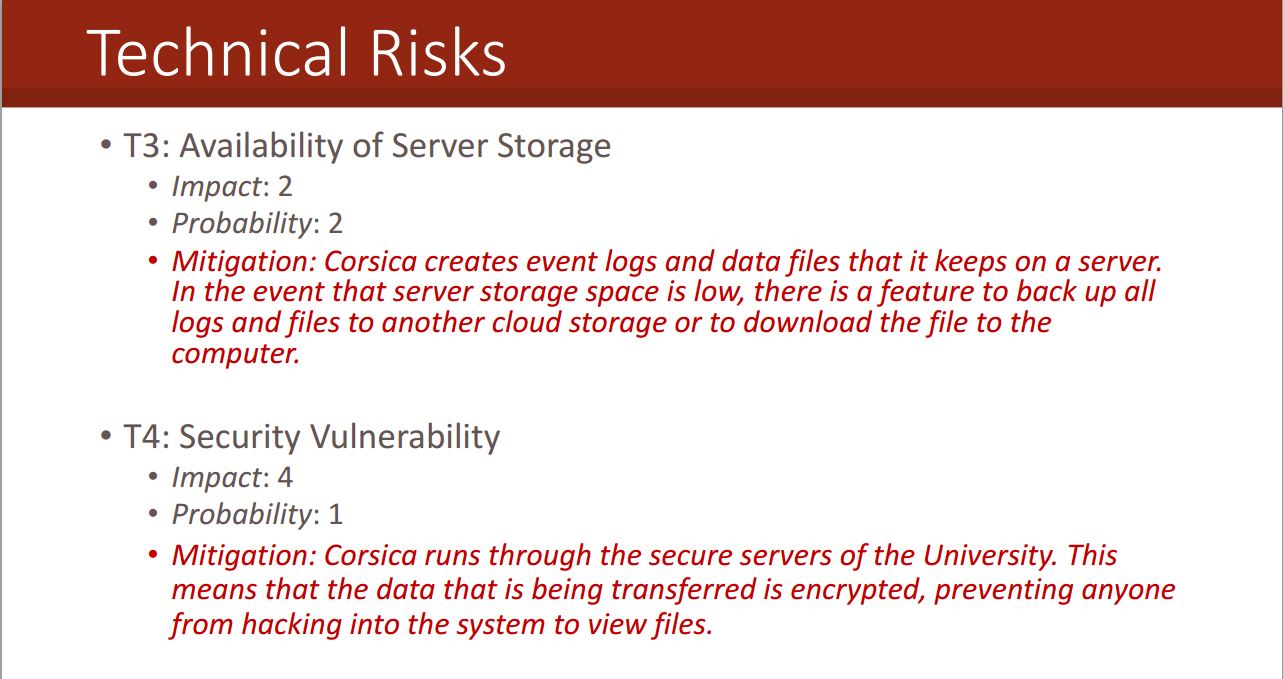 Technical Risks
• T3: Availability of Server Storage
• Impact: 2
• Probability: 2
• Mitigation: Corsica creates event logs and data files that it keeps on a server.
In the event that server storage space is low, there is a feature to back up all
logs and files to another cloud storage or to download the file to the
computer.
• T4: Security Vulnerability
• Impact: 4
• Probability: 1
• Mitigation: Corsica runs through the secure servers of the University. This
means that the data that is being transferred is encrypted, preventing anyone
from hacking into the system to view files.